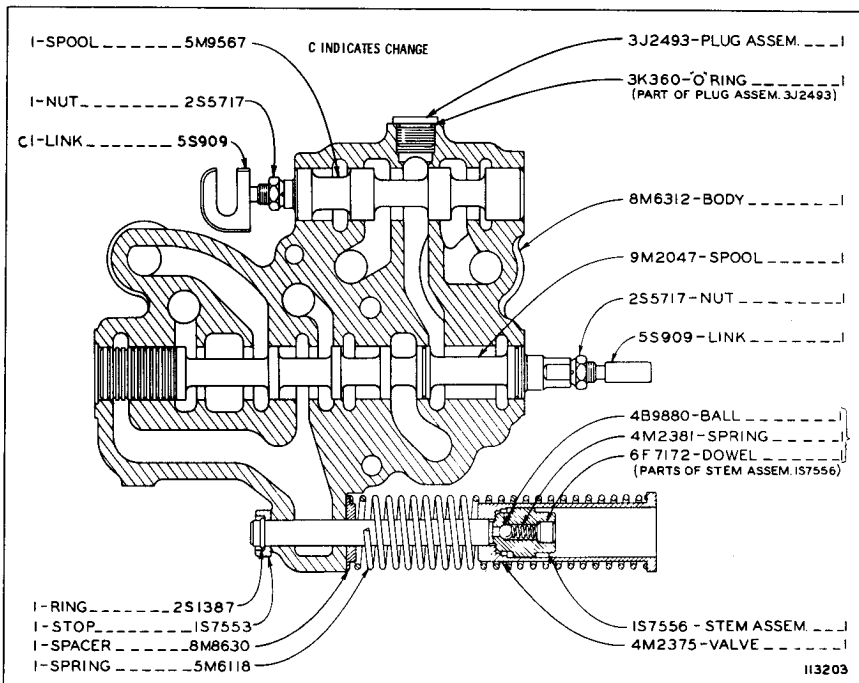 1-SPOOL 5M9567
C INDICATES CHANGE
1-NUT 2S5717
C1-LINK 5S909
3J2493-PLUG ASSEM. 1
3K360-"O" RING 1
(PART OF PLUG ASSEM. 3J2493)
8M6312-BODY 1
9M2047-SPOOL 1
2S5717-NUT 1
5S909-LINK 1
4B9880-BALL 1
4M2381-SPRING 1
6F7172-DOWEL 1
(PARTS OF STEM ASSEM. 1S7556)
1-RING 2S1387
1-STOP 1S7553
1-SPACER 8M8630
1-SPRING 5M6118
1S7556-STEM ASSEM. 1
4M2375-VALVE 1
113203